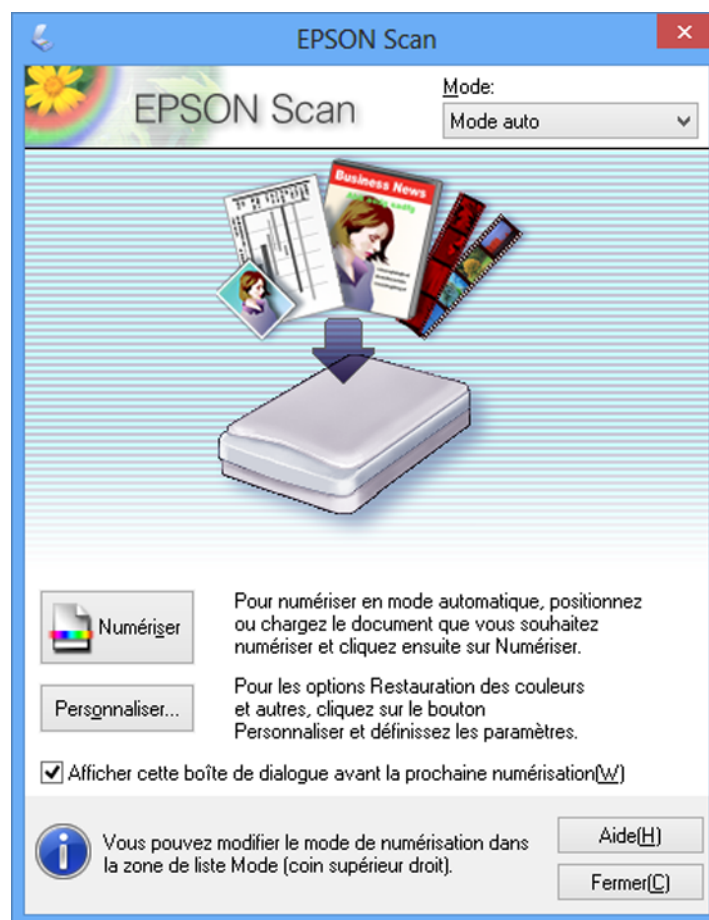 EPSON Scan
EPSON Scan
Mode:
Mode auto
Business News
Numériser
Pour numériser en mode automatique, positionnez
ou chargez le document que vous souhaitez
numériser et cliquez ensuite sur Numériser.
Personnaliser...
Pour les options Restauration des couleurs
et autres, cliquez sur le bouton
Personnaliser et définissez les paramètres.
Afficher cette boîte de dialogue avant la prochaine numérisation(W)
Vous pouvez modifier le mode de numérisation dans
la zone de liste Mode (coin supérieur droit).
Aide(H)
Fermer(C)